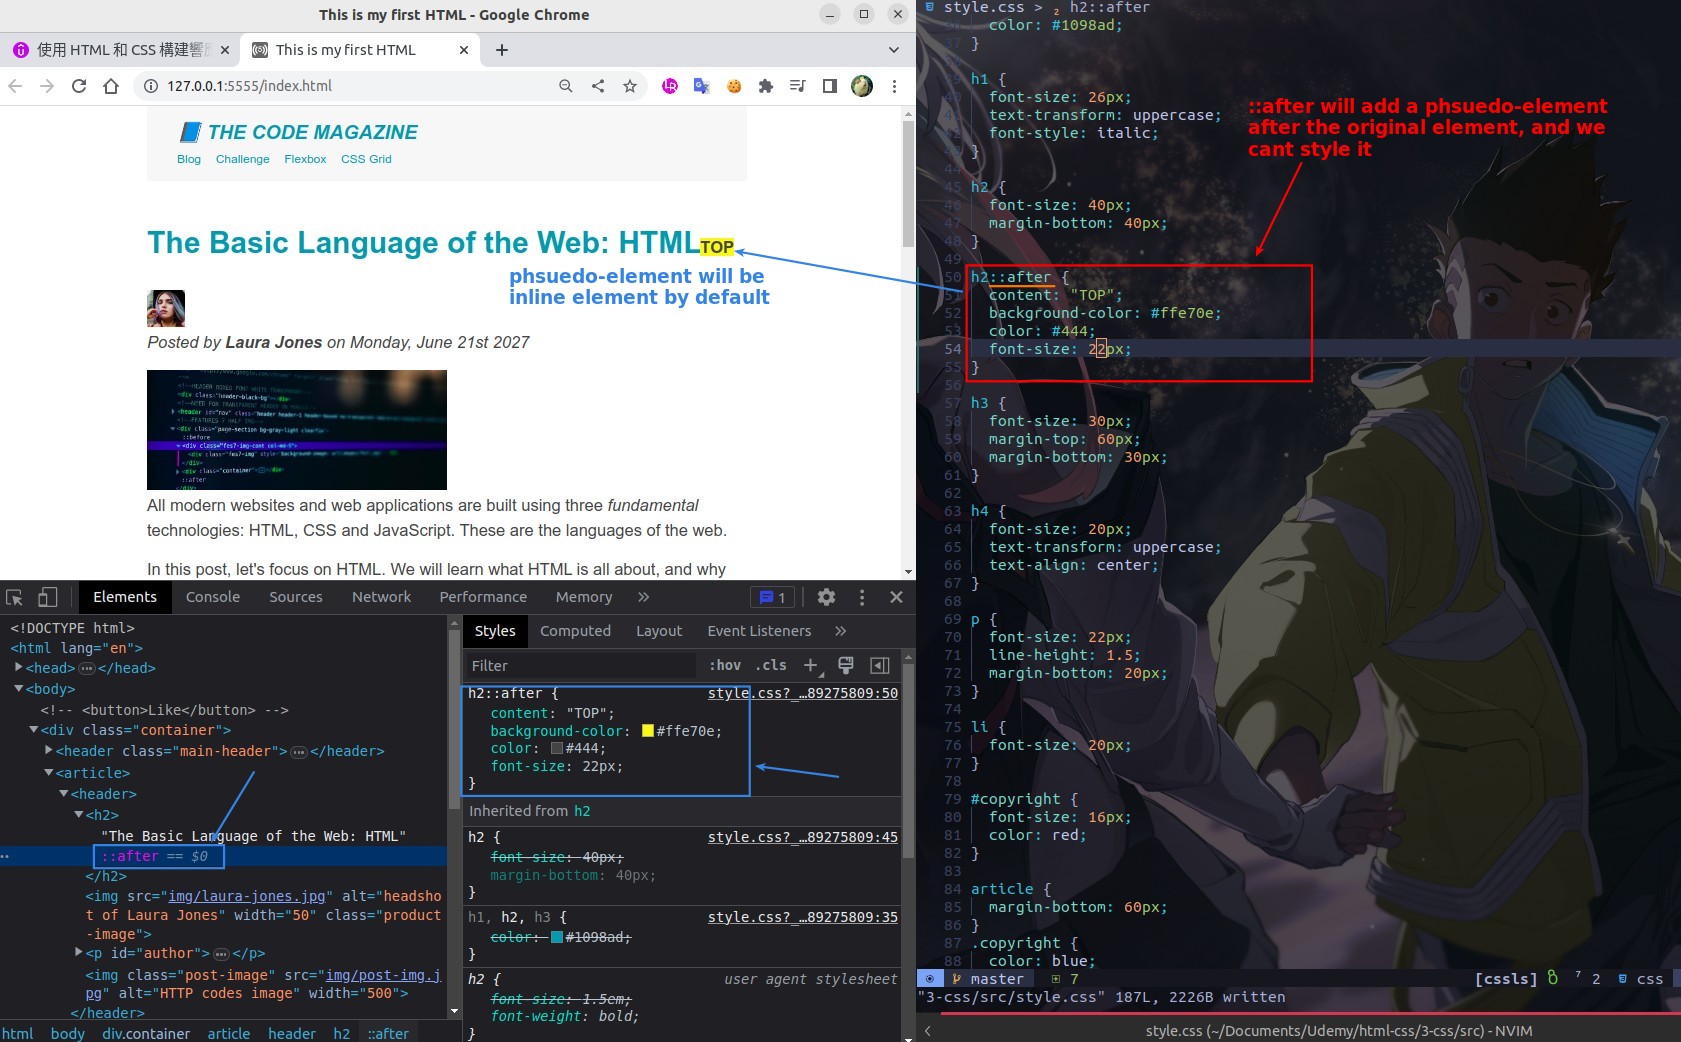 This is my first HTML - Google Chrome
使用 HTML 和 CSS 構建響
This is my first HTML
127.0.0.1:5555/index.html
THE CODE MAGAZINE
Blog Challenge Flexbox CSS Grid
The Basic Language of the Web: HTML TOP
phsuedo-element will be
inline element by default
Posted by Laura Jones on Monday, June 21st 2027
All modern websites and web applications are built using three fundamental
technologies: HTML, CSS and JavaScript. These are the languages of the web.
In this post, let's focus on HTML. We will learn what HTML is all about, and why
Elements Console Sources Network Performance Memory » 1
<!DOCTYPE html>
<html lang="en">
<head>…</head>
<body>
<!-- <button>Like</button> -->
<div class="container">
<header class="main-header">…</header>
<article>
<header>
<h2>
"The Basic Language of the Web: HTML"
::after == $0
</h2>
<img src="img/laura-jones.jpg" alt="headsho
t of Laura Jones" width="50" class="product
-image">
<p id="author">…</p>
<img class="post-image" src="img/post-img.j
pg" alt="HTTP codes image" width="500">
</header>
html body div.container article header h2 ::after
Styles Computed Layout Event Listeners »
Filter :hov .cls +
h2::after { style.css?_…89275809:50
content: "TOP";
background-color: #ffe70e;
color: #444;
font-size: 22px;
}
Inherited from h2
h2 { style.css?_…89275809:45
font-size: 40px;
margin-bottom: 40px;
}
h1, h2, h3 { style.css?_…89275809:35
color: #1098ad;
}
h2 { user agent stylesheet
font-size: 1.5em;
font-weight: bold;
}
style.css > h2::after
color: #1098ad;
37 }
h1 {
font-size: 26px;
text-transform: uppercase;
font-style: italic;
}
44
45 h2 {
46 font-size: 40px;
47 margin-bottom: 40px;
48 }
49
50 h2::after {
51 content: "TOP";
52 background-color: #ffe70e;
53 color: #444;
54 font-size: 22px;
55 }
56
57 h3 {
58 font-size: 30px;
59 margin-top: 60px;
60 margin-bottom: 30px;
61 }
62
63 h4 {
64 font-size: 20px;
65 text-transform: uppercase;
66 text-align: center;
67 }
68
69 p {
70 font-size: 22px;
71 line-height: 1.5;
72 margin-bottom: 20px;
73 }
74
75 li {
76 font-size: 20px;
77 }
78
79 #copyright {
80 font-size: 16px;
81 color: red;
82 }
83
84 article {
85 margin-bottom: 60px;
86 }
87 .copyright {
88 color: blue;
::after will add a phsuedo-element
after the original element, and we
cant style it
master 7 [cssls] 7 2 css
"3-css/src/style.css" 187L, 2226B written
style.css (~/Documents/Udemy/html-css/3-css/src) - NVIM